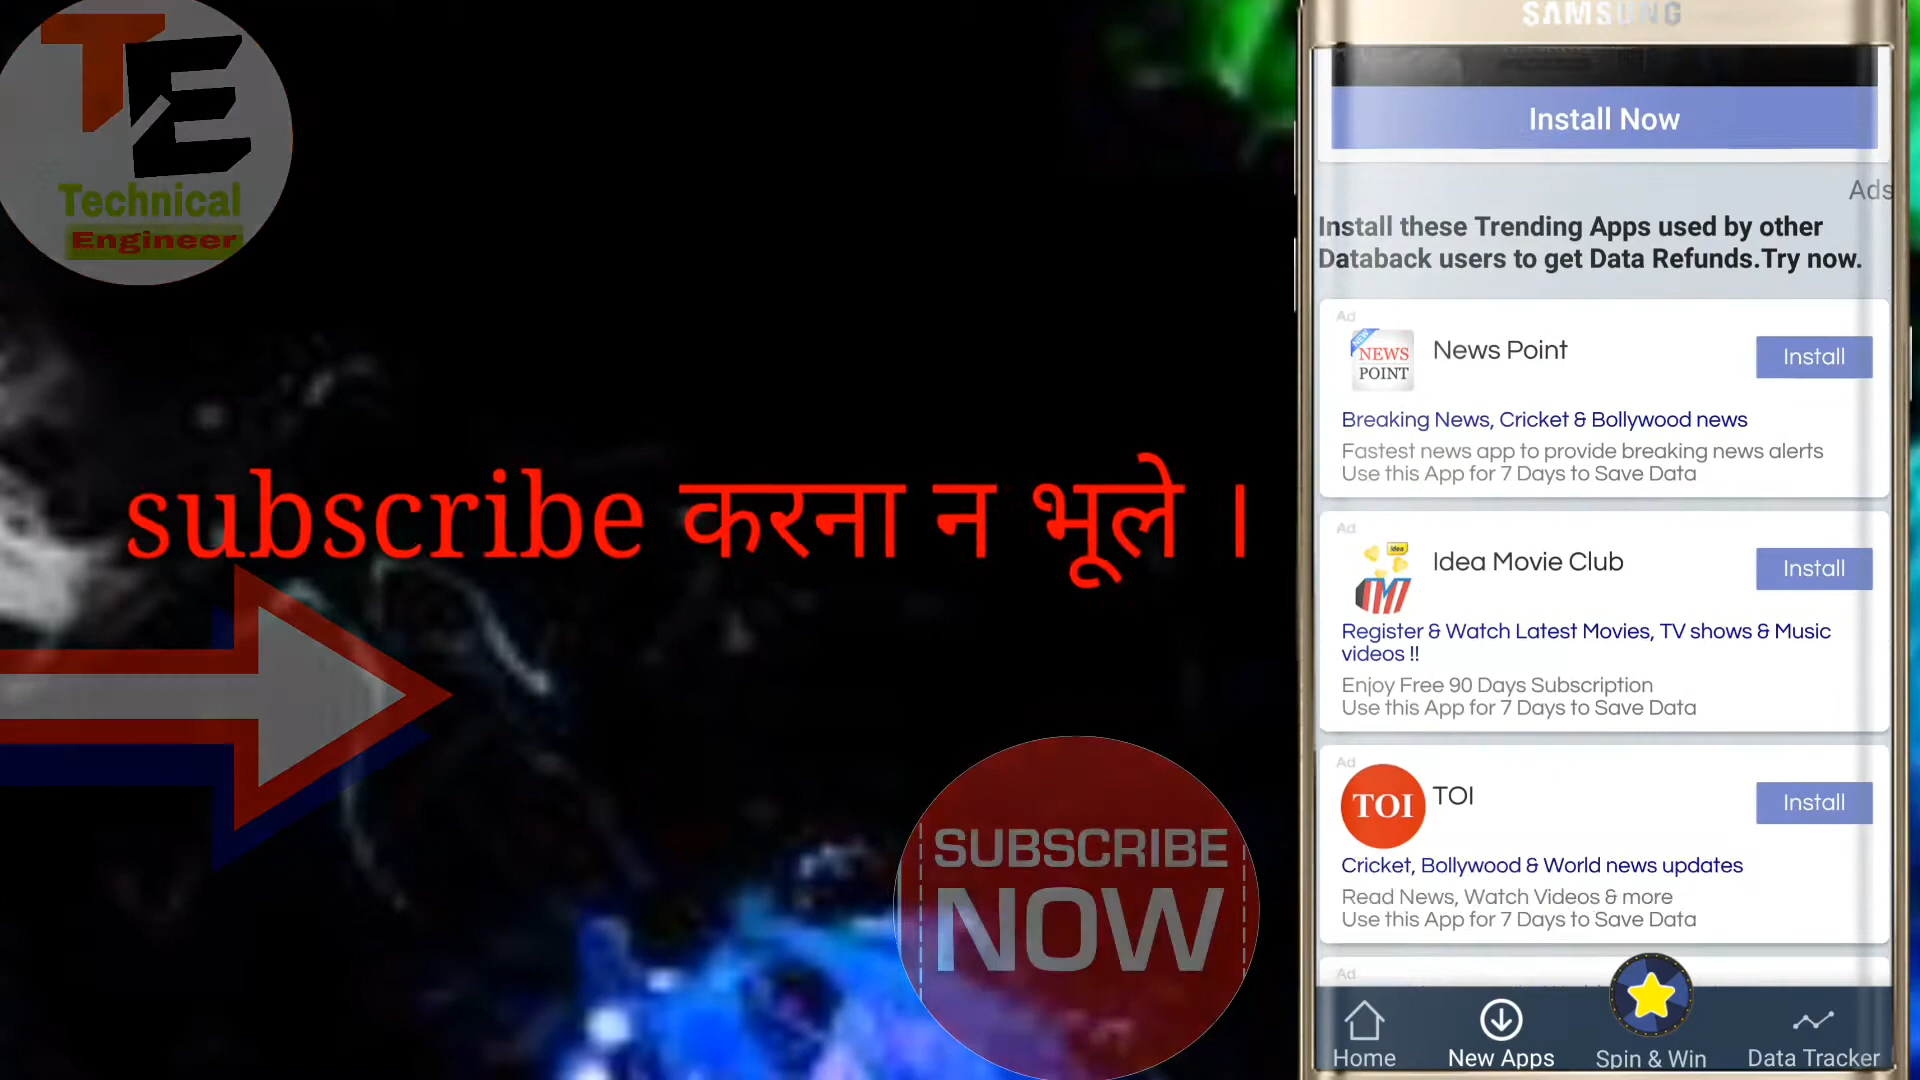 TE
Technical
Engineer
subscribe करना न भूले ।
SUBSCRIBE
NOW
SAMSUNG
Install Now
Ads
Install these Trending Apps used by other
Databack users to get Data Refunds.Try now.
Ad
NEW
NEWS
POINT
News Point
Install
Breaking News, Cricket & Bollywood news
Fastest news app to provide breaking news alerts
Use this App for 7 Days to Save Data
Ad
idea
Idea Movie Club
Install
Register & Watch Latest Movies, TV shows & Music
videos !!
Enjoy Free 90 Days Subscription
Use this App for 7 Days to Save Data
Ad
TOI
TOI
Install
Cricket, Bollywood & World news updates
Read News, Watch Videos & more
Use this App for 7 Days to Save Data
Ad
Home
New Apps
Spin & Win
Data Tracker